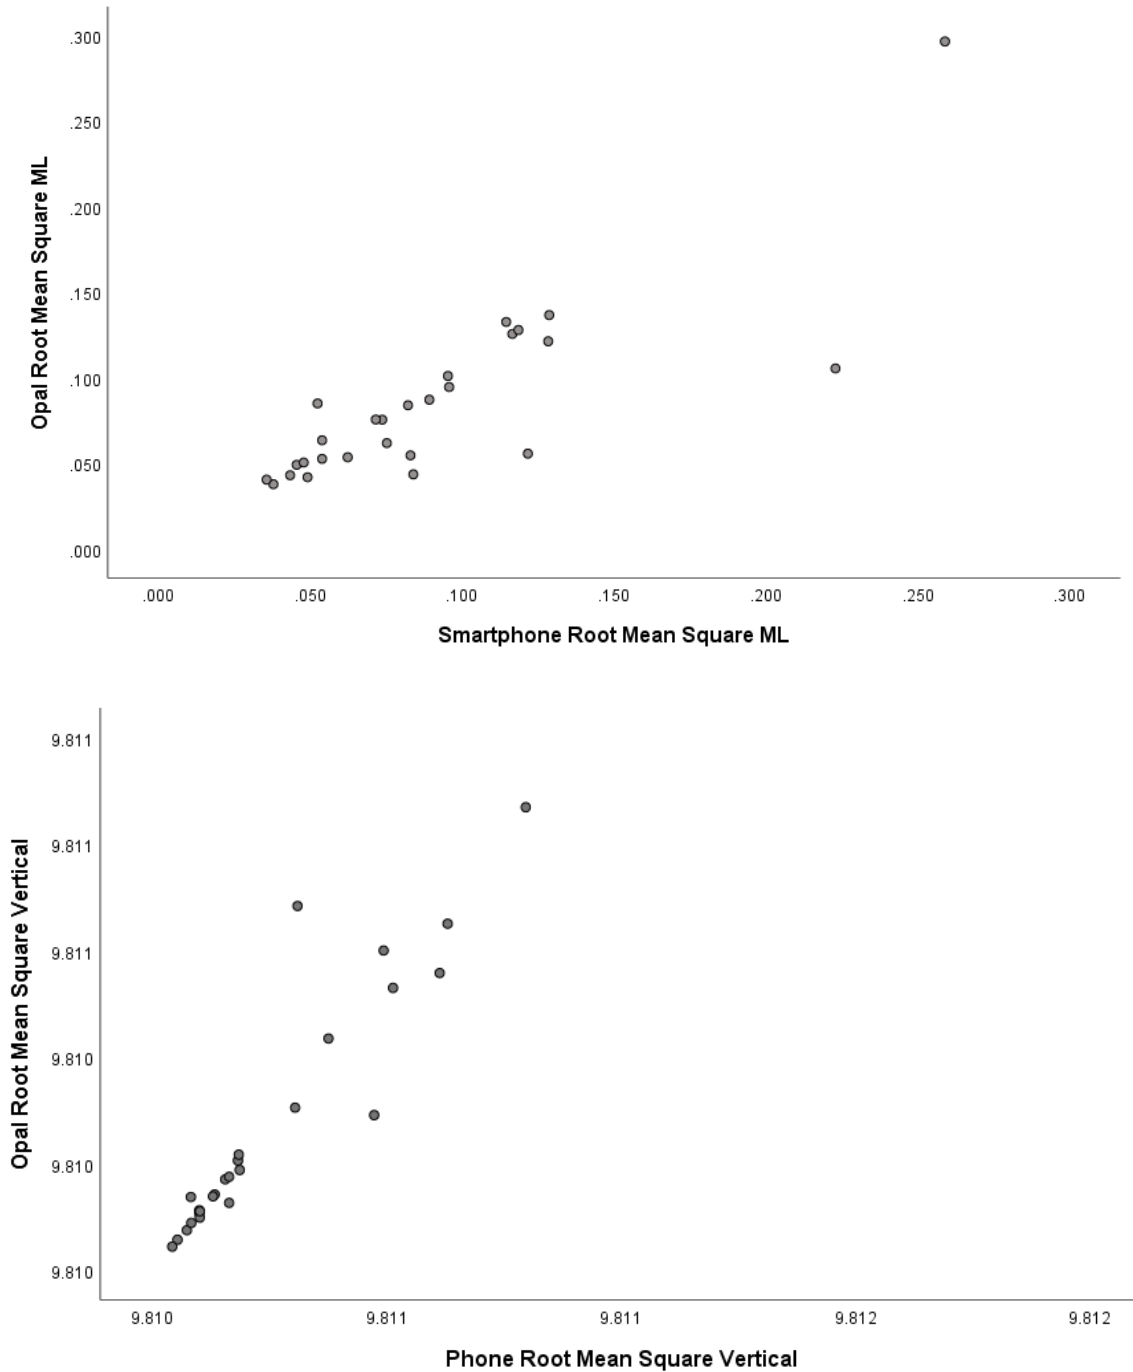 .300
.250
.200
.150
.100
.050
.000
Opal Root Mean Square ML
.000 .050 .100 .150 .200 .250 .300
Smartphone Root Mean Square ML
9.811
9.811
9.811
9.810
9.810
9.810
Opal Root Mean Square Vertical
9.810 9.811 9.811 9.812 9.812
Phone Root Mean Square Vertical